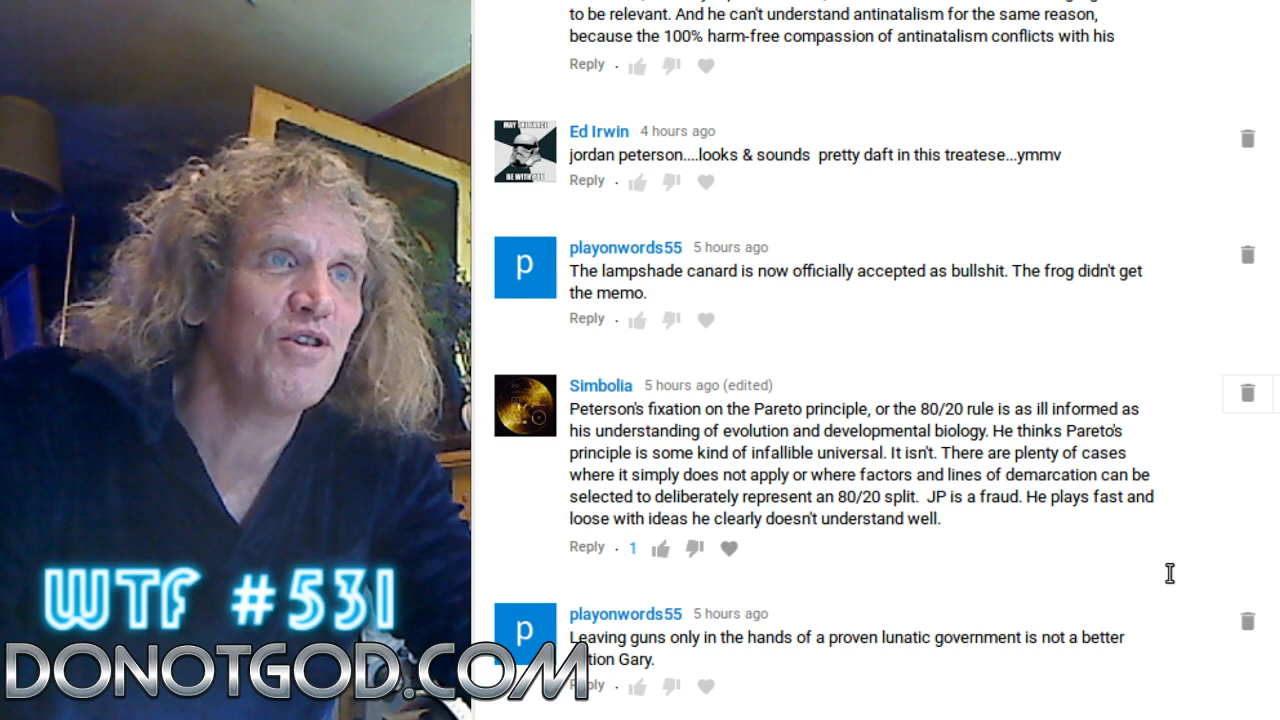 to be relevant. And he can't understand antinatalism for the same reason,
because the 100% harm-free compassion of antinatalism conflicts with his
Reply
MAY
BE WITH YOU
Ed Irwin 4 hours ago
jordan peterson....looks & sounds pretty daft in this treatese...ymmv
Reply
p
playonwords55 5 hours ago
The lampshade canard is now officially accepted as bullshit. The frog didn't get
the memo.
Reply
Simbolia 5 hours ago (edited)
Peterson's fixation on the Pareto principle, or the 80/20 rule is as ill informed as
his understanding of evolution and developmental biology. He thinks Pareto's
principle is some kind of infallible universal. It isn't. There are plenty of cases
where it simply does not apply or where factors and lines of demarcation can be
selected to deliberately represent an 80/20 split. JP is a fraud. He plays fast and
loose with ideas he clearly doesn't understand well.
Reply · 1
p
playonwords55 5 hours ago
Leaving guns only in the hands of a proven lunatic government is not a better
Gary.
WTF #531
DONOTGOD.COM